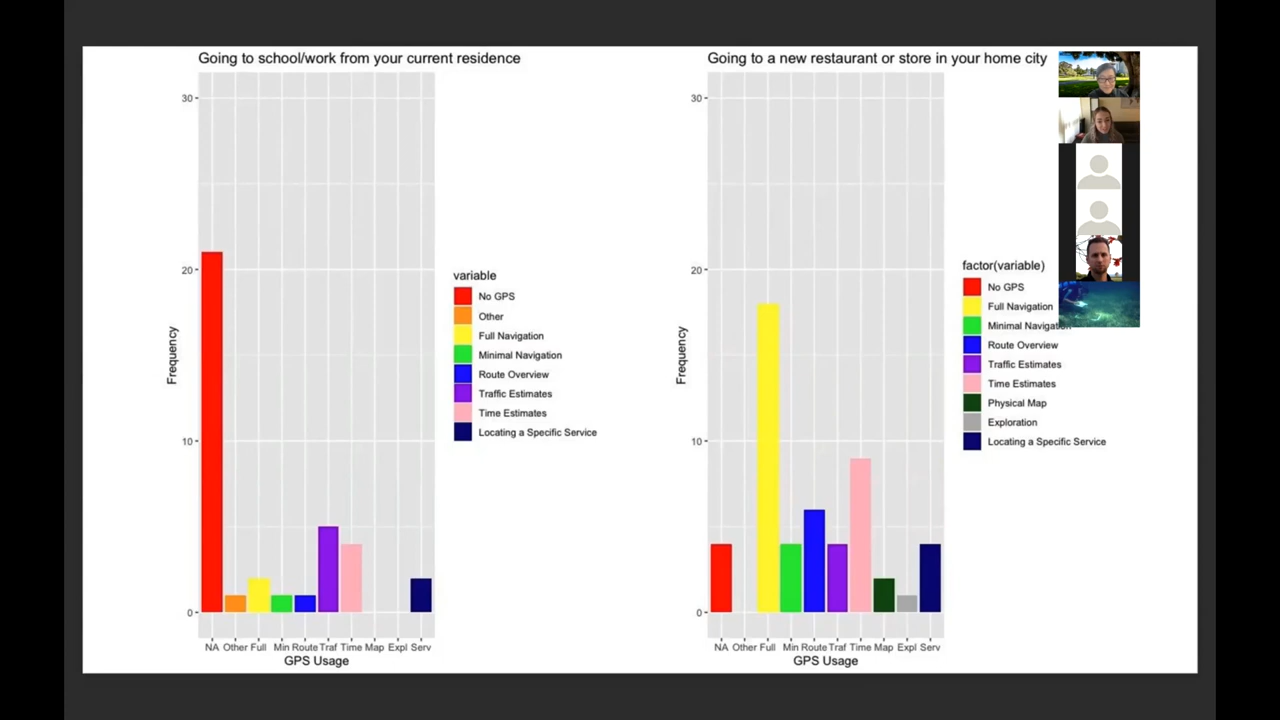 Going to school/work from your current residence
30
20
10
0
Frequency
NA Other Full Min Route Traf Time Map Expl Serv
GPS Usage
variable
No GPS
Other
Full Navigation
Minimal Navigation
Route Overview
Traffic Estimates
Time Estimates
Locating a Specific Service
Going to a new restaurant or store in your home city
30
20
10
0
Frequency
NA Other Full Min Route Traf Time Map Expl Serv
GPS Usage
factor(variable)
No GPS
Full Navigation
Minimal Navigation
Route Overview
Traffic Estimates
Time Estimates
Physical Map
Exploration
Locating a Specific Service